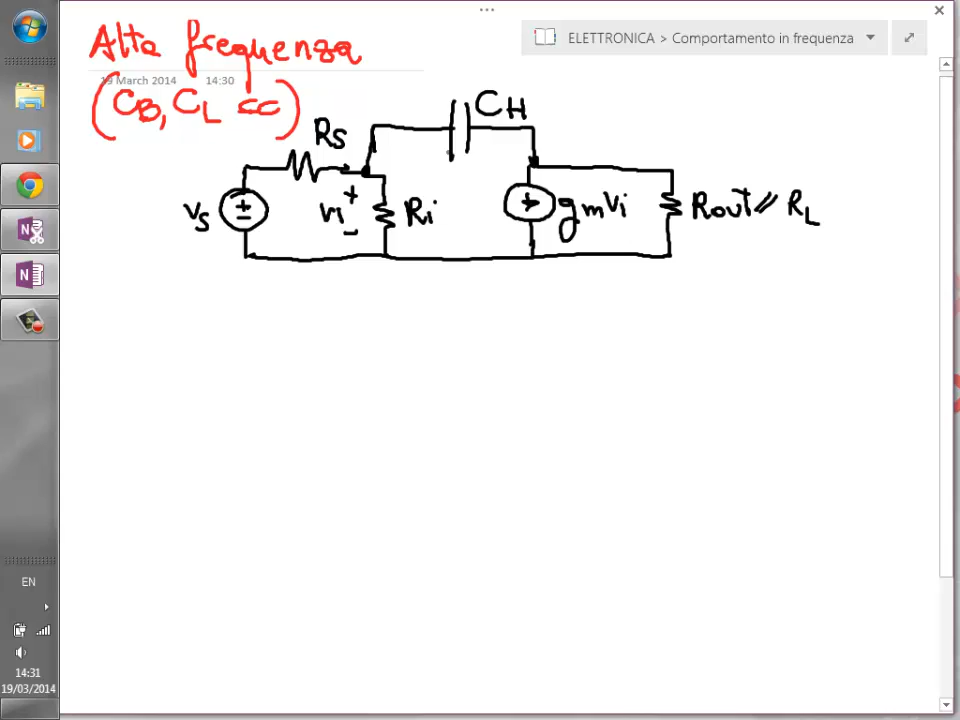 Alta frequenza
ELETTRONICA > Comportamento in frequenza
19 March 2014 14:30
(CB, CL cc)
CH
RS
vs
+
vi
Ri
gmvi
Rout // RL
EN
14:31
19/03/2014